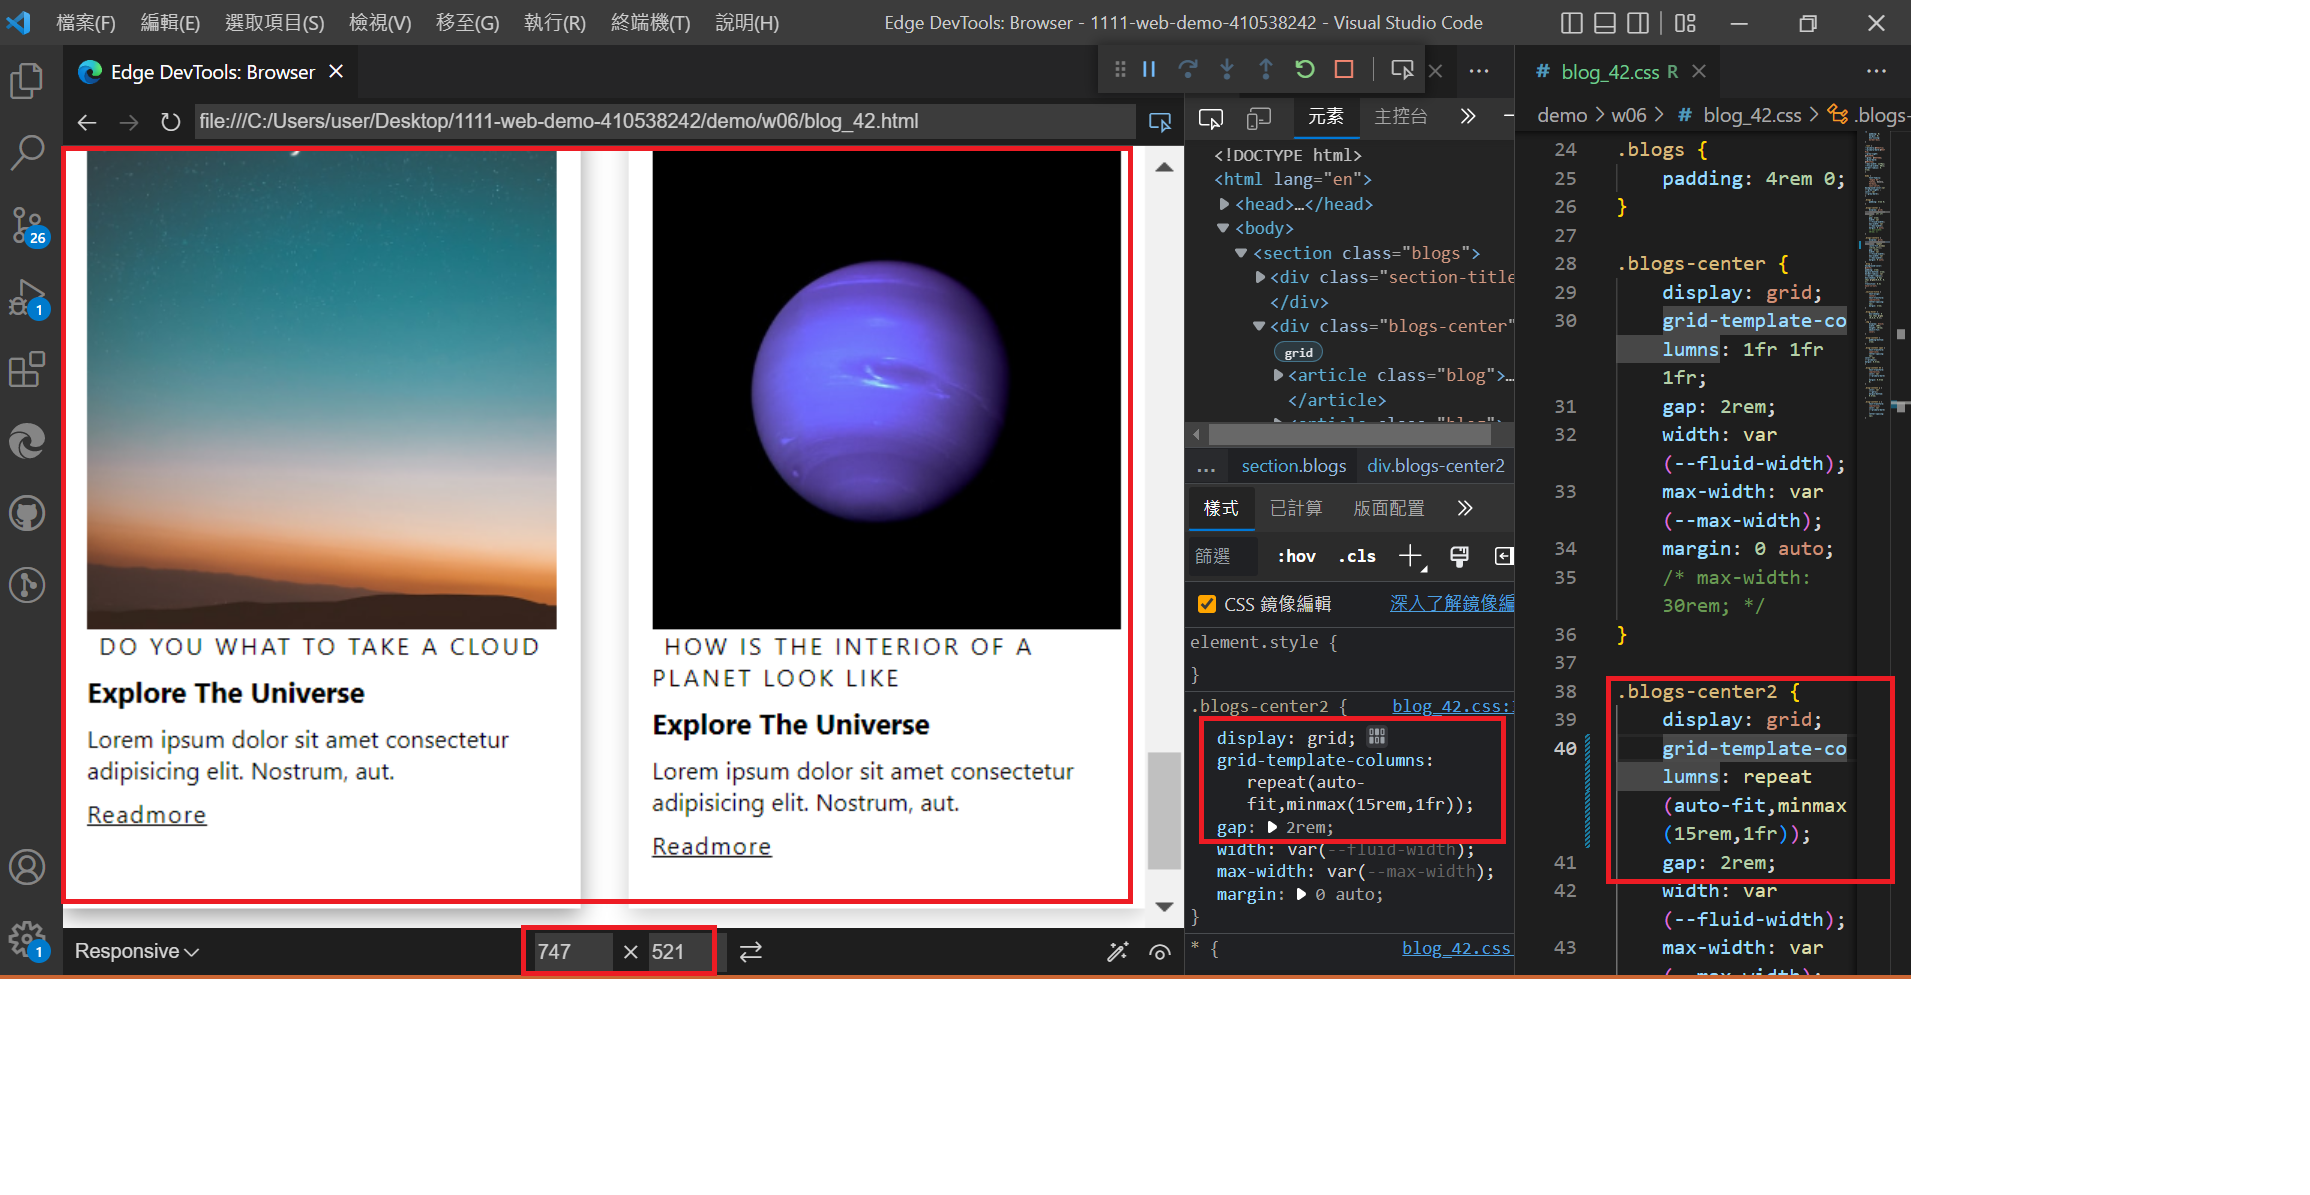 檔案(F) 編輯(E) 選取項目(S) 檢視(V) 移至(G) 執行(R) 終端機(T) 說明(H) Edge DevTools: Browser - 1111-web-demo-410538242 - Visual Studio Code
Edge DevTools: Browser
file:///C:/Users/user/Desktop/1111-web-demo-410538242/demo/w06/blog_42.html
26
1
1
DO YOU WHAT TO TAKE A CLOUD
Explore The Universe
Lorem ipsum dolor sit amet consectetur
adipisicing elit. Nostrum, aut.
Readmore
HOW IS THE INTERIOR OF A
PLANET LOOK LIKE
Explore The Universe
Lorem ipsum dolor sit amet consectetur
adipisicing elit. Nostrum, aut.
Readmore
Responsive 747 × 521
元素 主控台
<!DOCTYPE html>
<html lang="en">
<head>…</head>
<body>
<section class="blogs">
<div class="section-title
</div>
<div class="blogs-center"
grid
<article class="blog">…
</article>
... section.blogs div.blogs-center2
樣式 已計算 版面配置
篩選 :hov .cls
CSS 鏡像編輯 深入了解鏡像編
element.style {
}
.blogs-center2 { blog_42.css:
display: grid;
grid-template-columns:
repeat(auto-
fit,minmax(15rem,1fr));
gap: 2rem;
width: var(--fluid-width);
max-width: var(--max-width);
margin: 0 auto;
}
* { blog_42.css
# blog_42.css R
demo > w06 > # blog_42.css > .blogs-
24 .blogs {
25 padding: 4rem 0;
26 }
27
28 .blogs-center {
29 display: grid;
30 grid-template-co
lumns: 1fr 1fr
1fr;
31 gap: 2rem;
32 width: var
(--fluid-width);
33 max-width: var
(--max-width);
34 margin: 0 auto;
35 /* max-width:
30rem; */
36 }
37
38 .blogs-center2 {
39 display: grid;
40 grid-template-co
lumns: repeat
(auto-fit,minmax
(15rem,1fr));
41 gap: 2rem;
42 width: var
(--fluid-width);
43 max-width: var